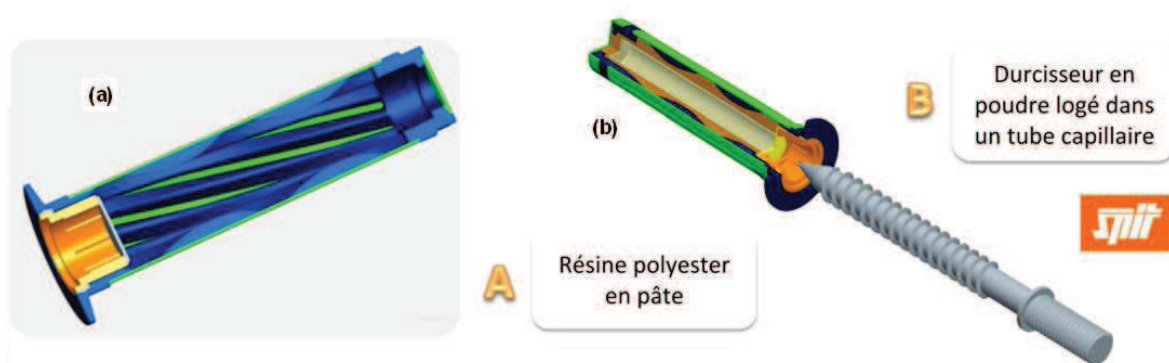 (a)
A
Résine polyester
en pâte
(b)
B
Durcisseur en
poudre logé dans
un tube capillaire
spit